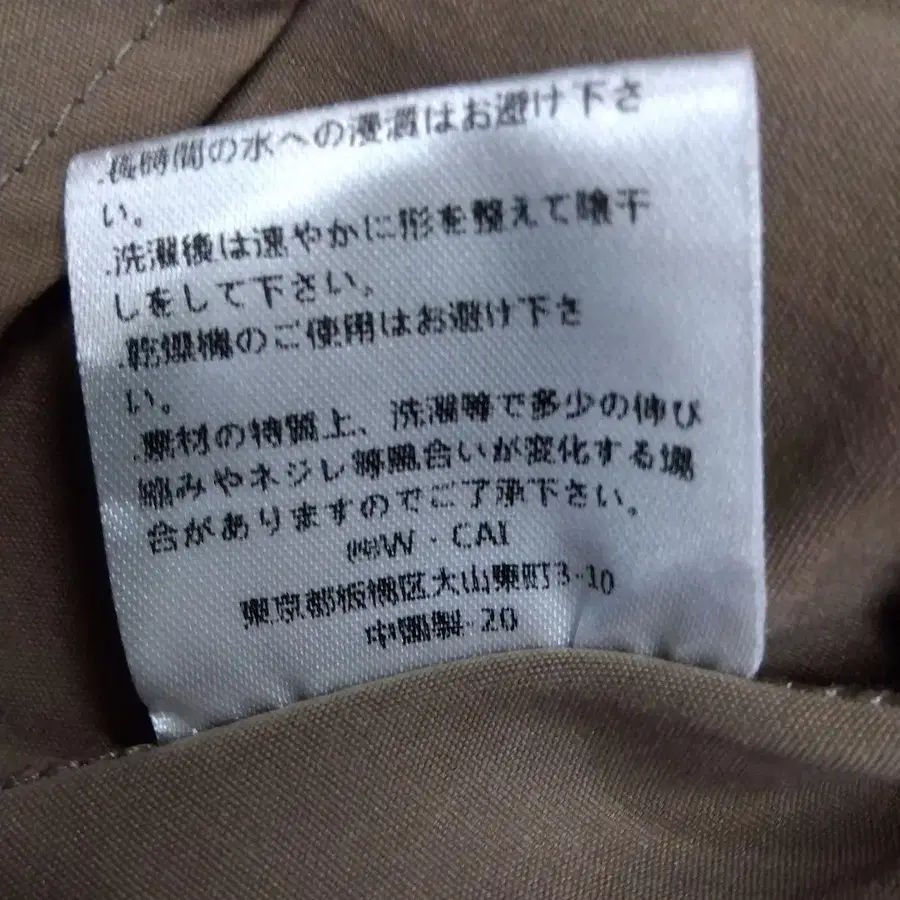 .長時間の水への浸漬はお避け下さ
い。
.洗濯後は速やかに形を整えて陰干
しをして下さい。
.乾燥機のご使用はお避け下さ
い。
.素材の特質上、洗濯等で多少の伸び
縮みやネジレ等風合いが変化する場
合がありますのでご了承下さい。
㈱W・CAI
東京都板橋区大山東町3-10
中国製-20